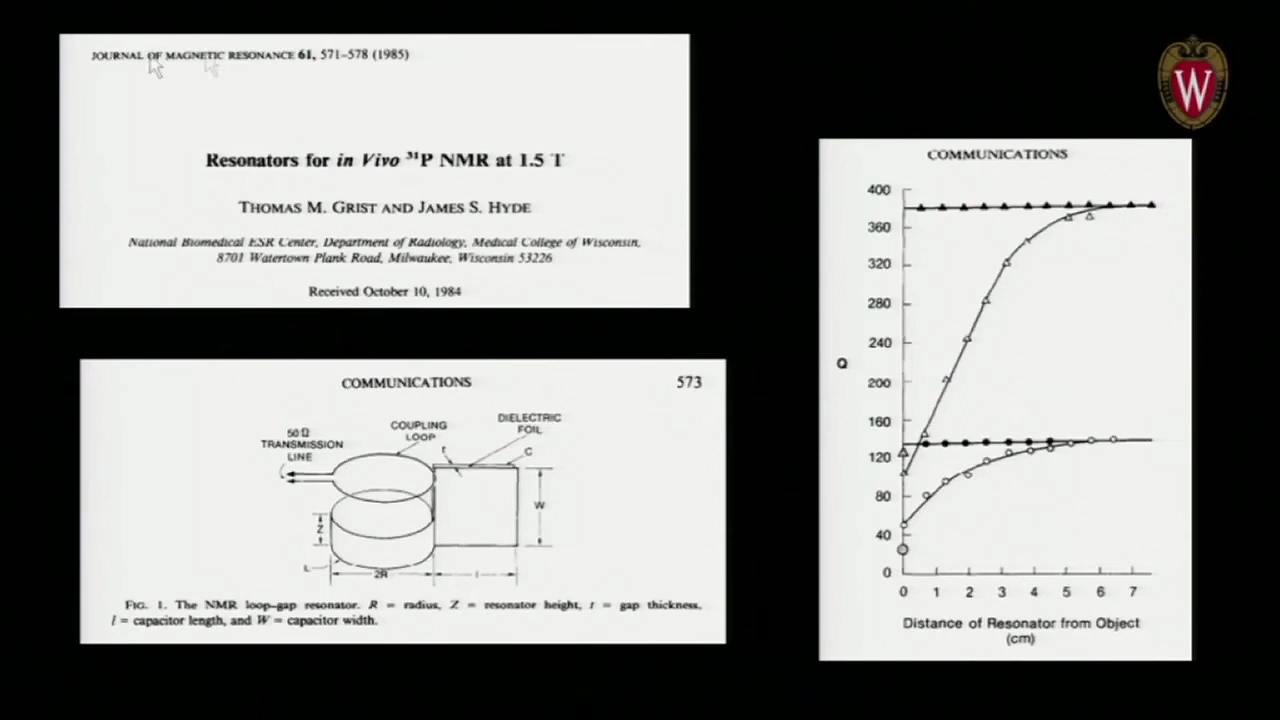 JOURNAL OF MAGNETIC RESONANCE 61, 571–578 (1985)
Resonators for in Vivo ³¹P NMR at 1.5 T
THOMAS M. GRIST AND JAMES S. HYDE
National Biomedical ESR Center, Department of Radiology, Medical College of Wisconsin,
8701 Watertown Plank Road, Milwaukee, Wisconsin 53226
Received October 10, 1984
COMMUNICATIONS 573
50 Ω
TRANSMISSION
LINE
COUPLING
LOOP
DIELECTRIC
FOIL
t
C
W
Z
L
2R
l
FIG. 1. The NMR loop-gap resonator. R = radius, Z = resonator height, t = gap thickness,
l = capacitor length, and W = capacitor width.
W
COMMUNICATIONS
400
360
320
280
240
200
160
120
80
40
0
Q
0 1 2 3 4 5 6 7
Distance of Resonator from Object
(cm)